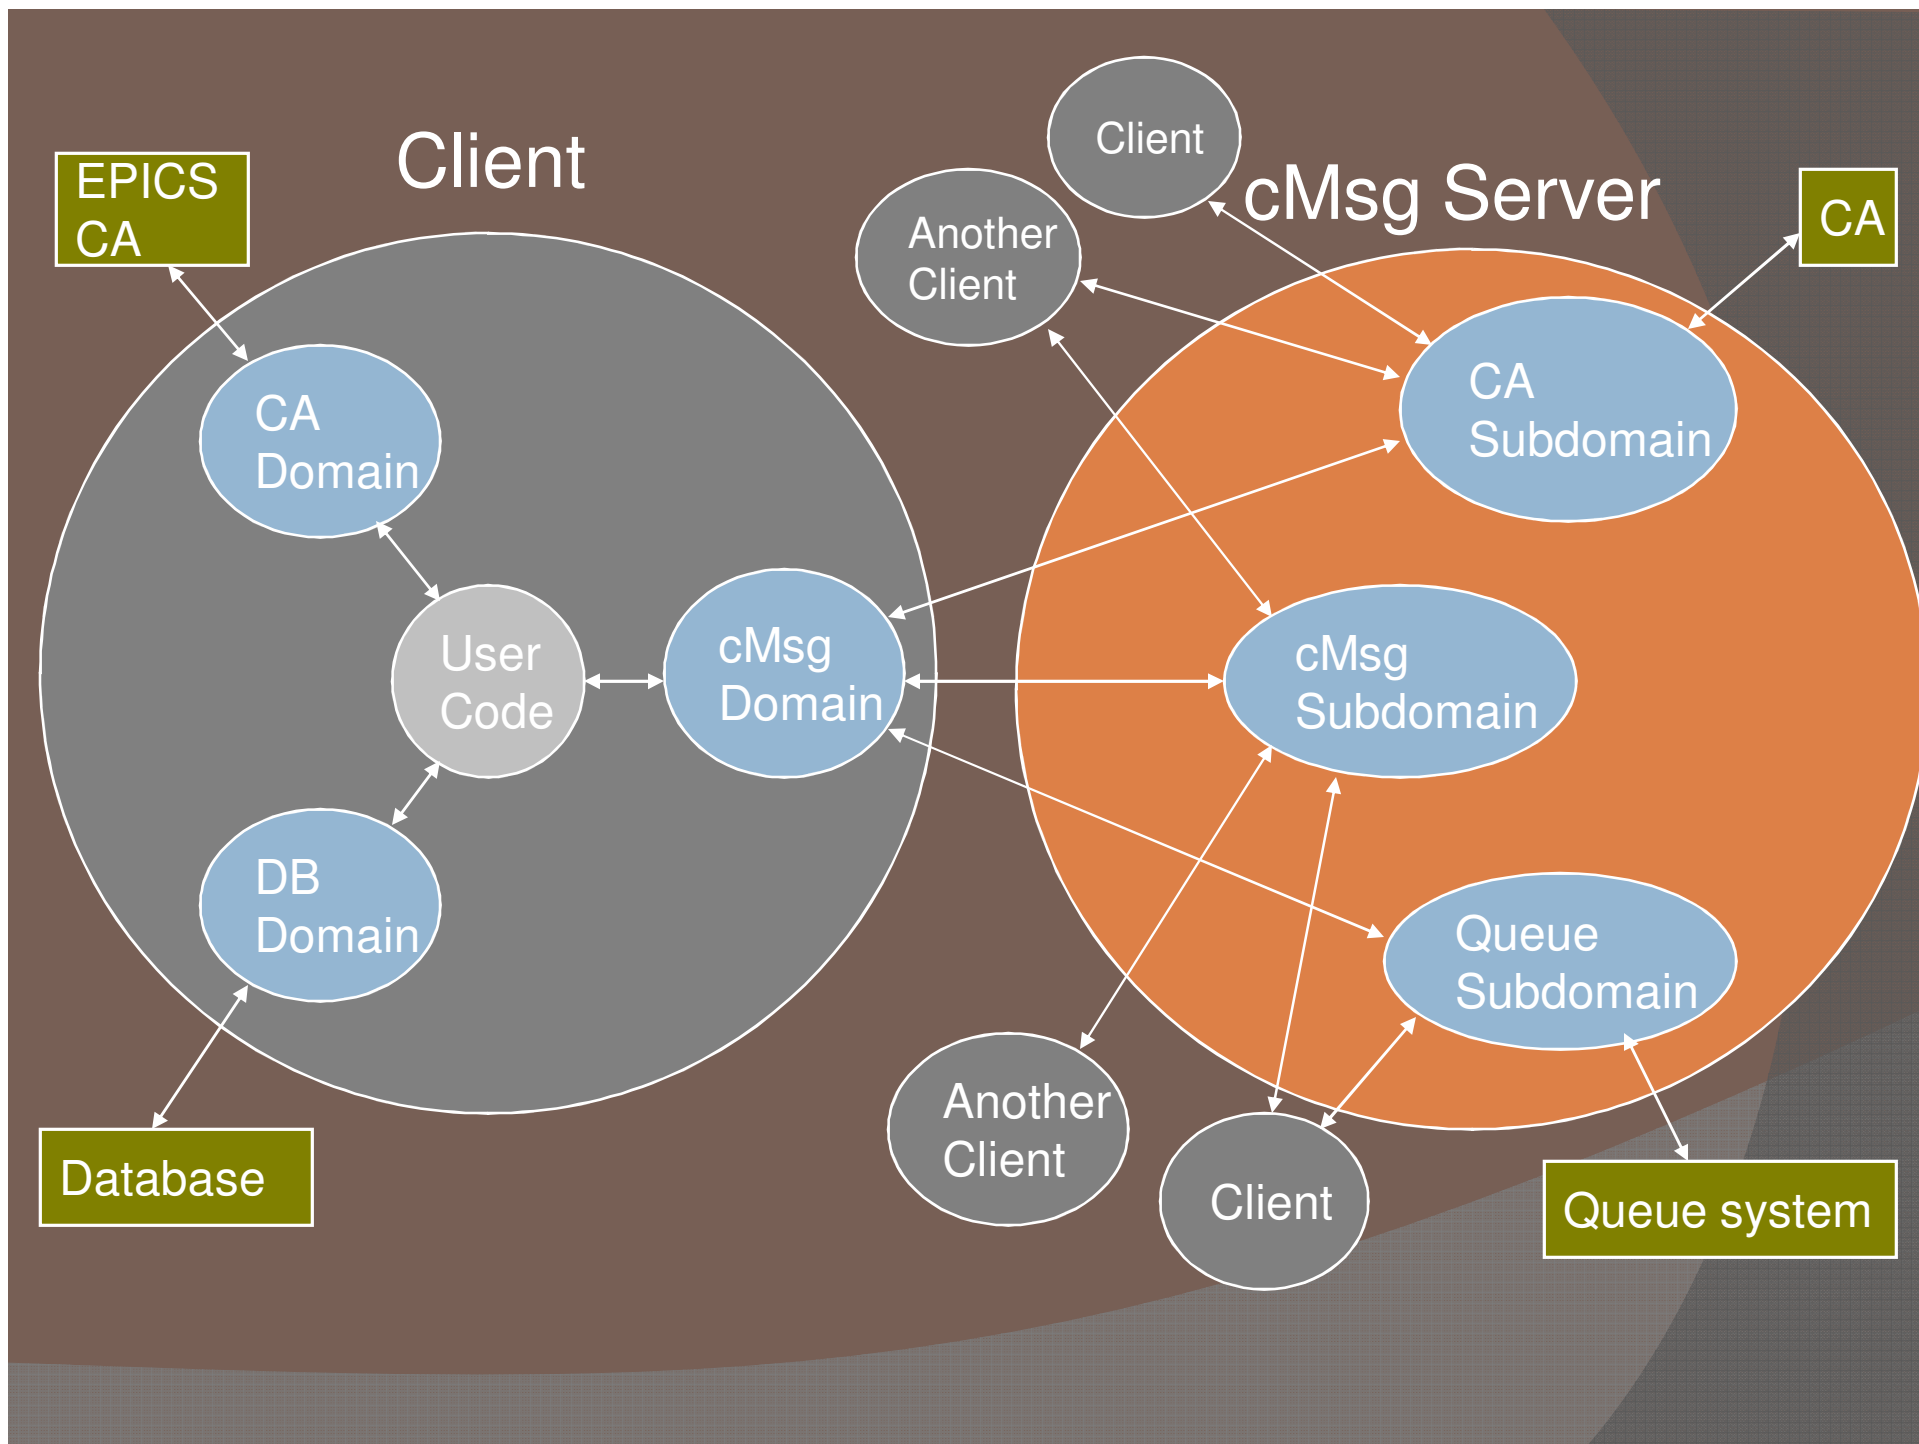 Client
cMsg Server
EPICS
CA
Client
Another
Client
CA
CA
Domain
CA
Subdomain
User
Code
cMsg
Domain
cMsg
Subdomain
DB
Domain
Queue
Subdomain
Another
Client
Client
Database
Queue system